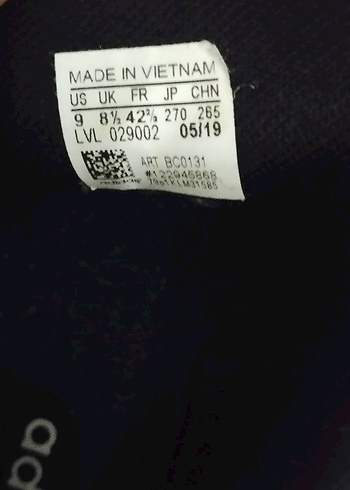 MADE IN VIETNAM
US UK FR JP CHN
9 8½ 42⅔ 270 265
LVL 029002 05/19
ART BC0131
#122945868
ad